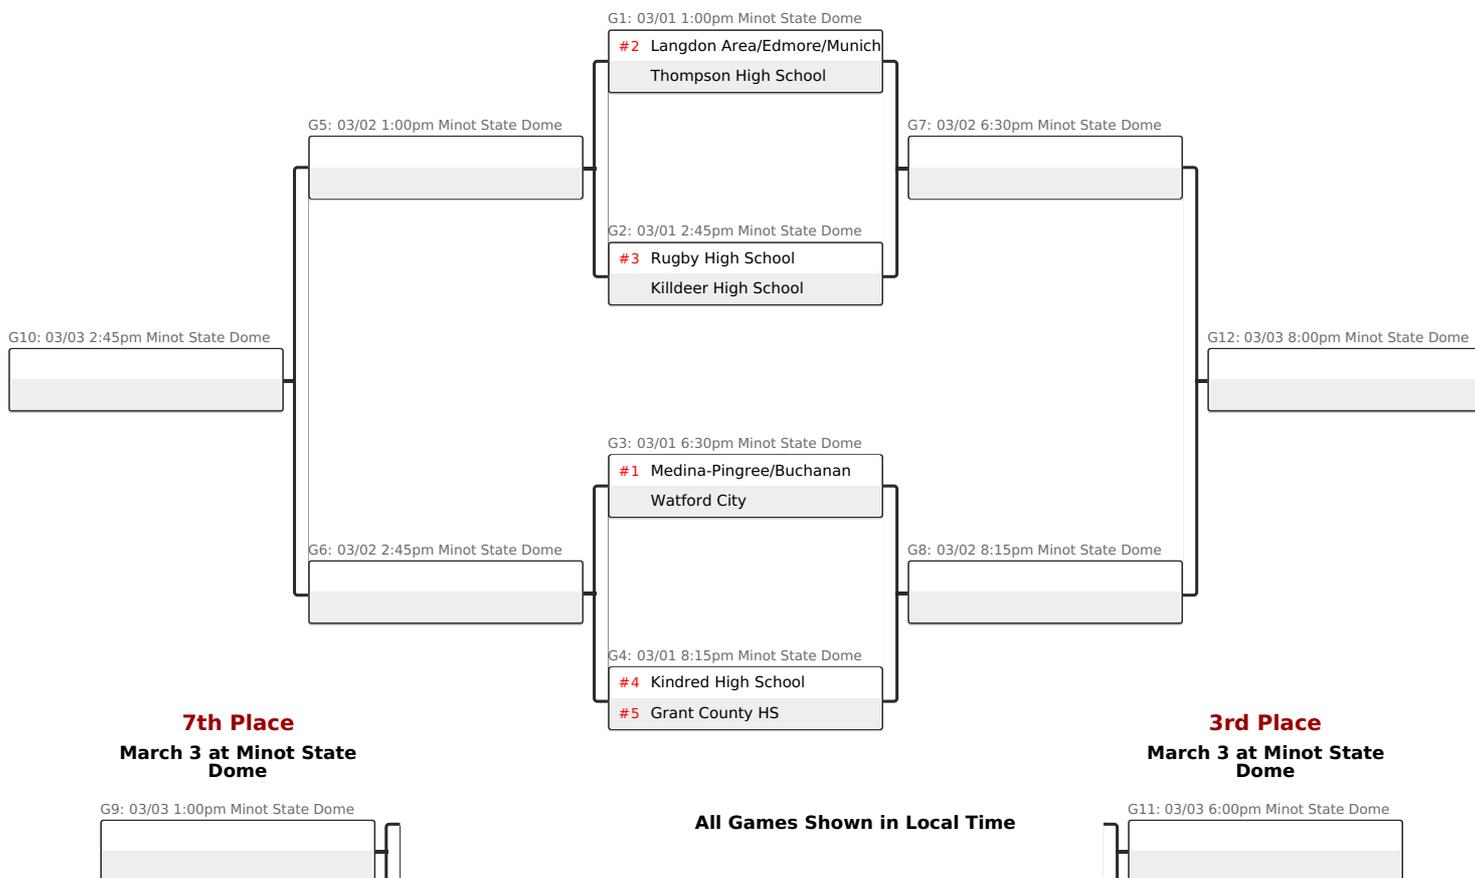 G1: 03/01 1:00pm Minot State Dome
#2 Langdon Area/Edmore/Munich
Thompson High School
G5: 03/02 1:00pm Minot State Dome
G7: 03/02 6:30pm Minot State Dome
G2: 03/01 2:45pm Minot State Dome
#3 Rugby High School
Killdeer High School
G10: 03/03 2:45pm Minot State Dome
G12: 03/03 8:00pm Minot State Dome
G3: 03/01 6:30pm Minot State Dome
#1 Medina-Pingree/Buchanan
Watford City
G6: 03/02 2:45pm Minot State Dome
G8: 03/02 8:15pm Minot State Dome
G4: 03/01 8:15pm Minot State Dome
#4 Kindred High School
#5 Grant County HS
7th Place
March 3 at Minot State
Dome
3rd Place
March 3 at Minot State
Dome
G9: 03/03 1:00pm Minot State Dome
All Games Shown in Local Time
G11: 03/03 6:00pm Minot State Dome